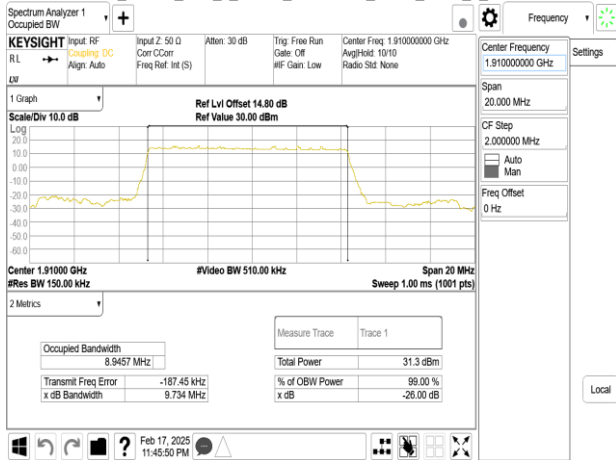 Spectrum Analyzer 1
Occupied BW
+
Frequency
KEYSIGHT
RL
LXI
Input: RF
Coupling: DC
Align: Auto
Input Z: 50 Ω
Corr CCorr
Freq Ref: Int (S)
Atten: 30 dB
Trig: Free Run
Gate: Off
#IF Gain: Low
Center Freq: 1.910000000 GHz
Avg|Hold: 10/10
Radio Std: None
1 Graph
Scale/Div 10.0 dB
Ref Lvl Offset 14.80 dB
Ref Value 30.00 dBm
Log
20.0
10.0
0.00
-10.0
-20.0
-30.0
-40.0
-50.0
-60.0
Center 1.91000 GHz
#Res BW 150.00 kHz
#Video BW 510.00 kHz
Span 20 MHz
Sweep 1.00 ms (1001 pts)
2 Metrics
Measure Trace Trace 1
Occupied Bandwidth
8.9457 MHz
Total Power 31.3 dBm
Transmit Freq Error -187.45 kHz
% of OBW Power 99.00 %
x dB Bandwidth 9.734 MHz
x dB -26.00 dB
Center Frequency
1.910000000 GHz
Settings
Span
20.000 MHz
CF Step
2.000000 MHz
Auto
Man
Freq Offset
0 Hz
Local
?
Feb 17, 2025
11:45:50 PM